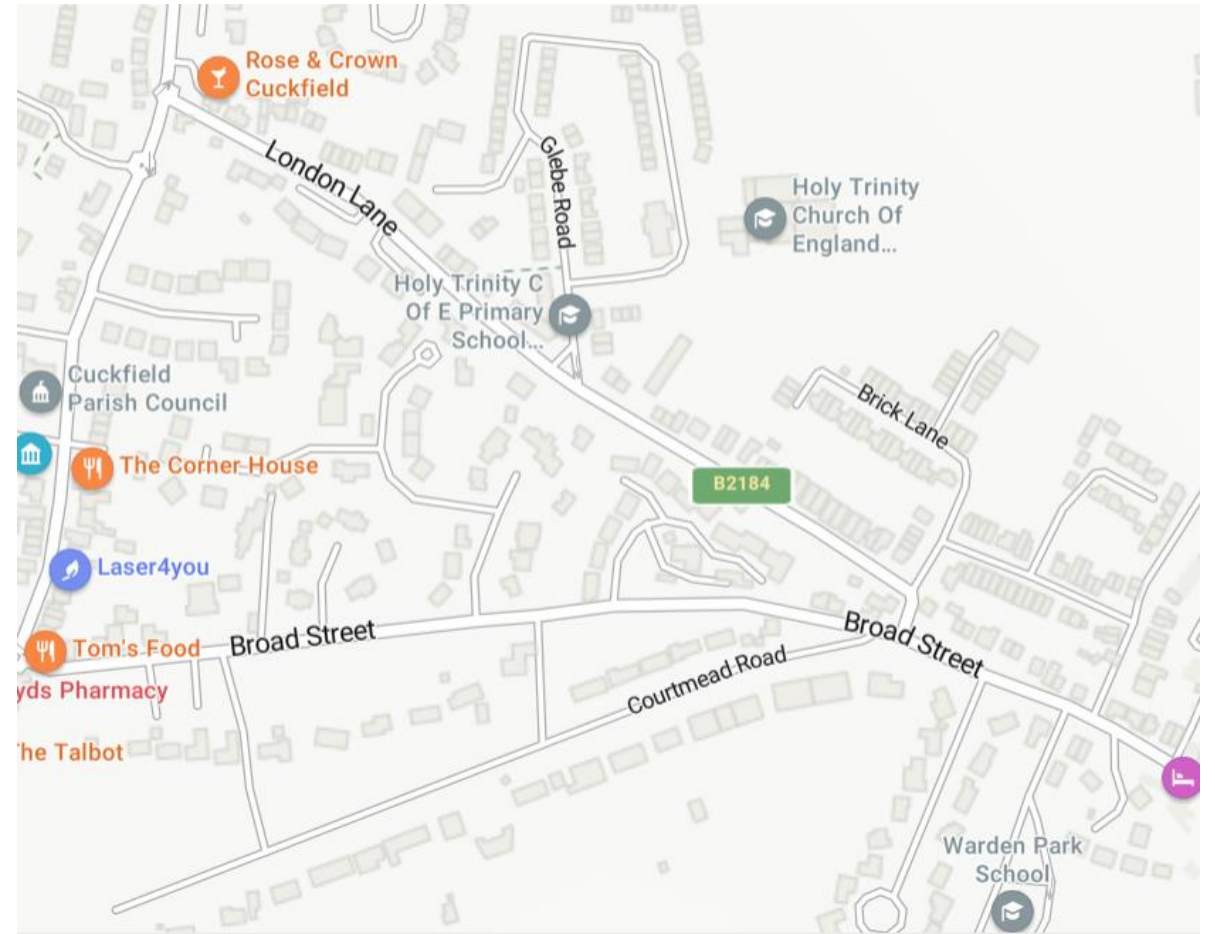 Rose & Crown
Cuckfield
London Lane
Glebe Road
Holy Trinity
Church Of
England...
Holy Trinity C
Of E Primary
School...
Cuckfield
Parish Council
Brick Lane
The Corner House
B2184
Laser4you
Broad Street
Broad Street
Tom's Food
Courtmead Road
yds Pharmacy
he Talbot
Warden Park
School